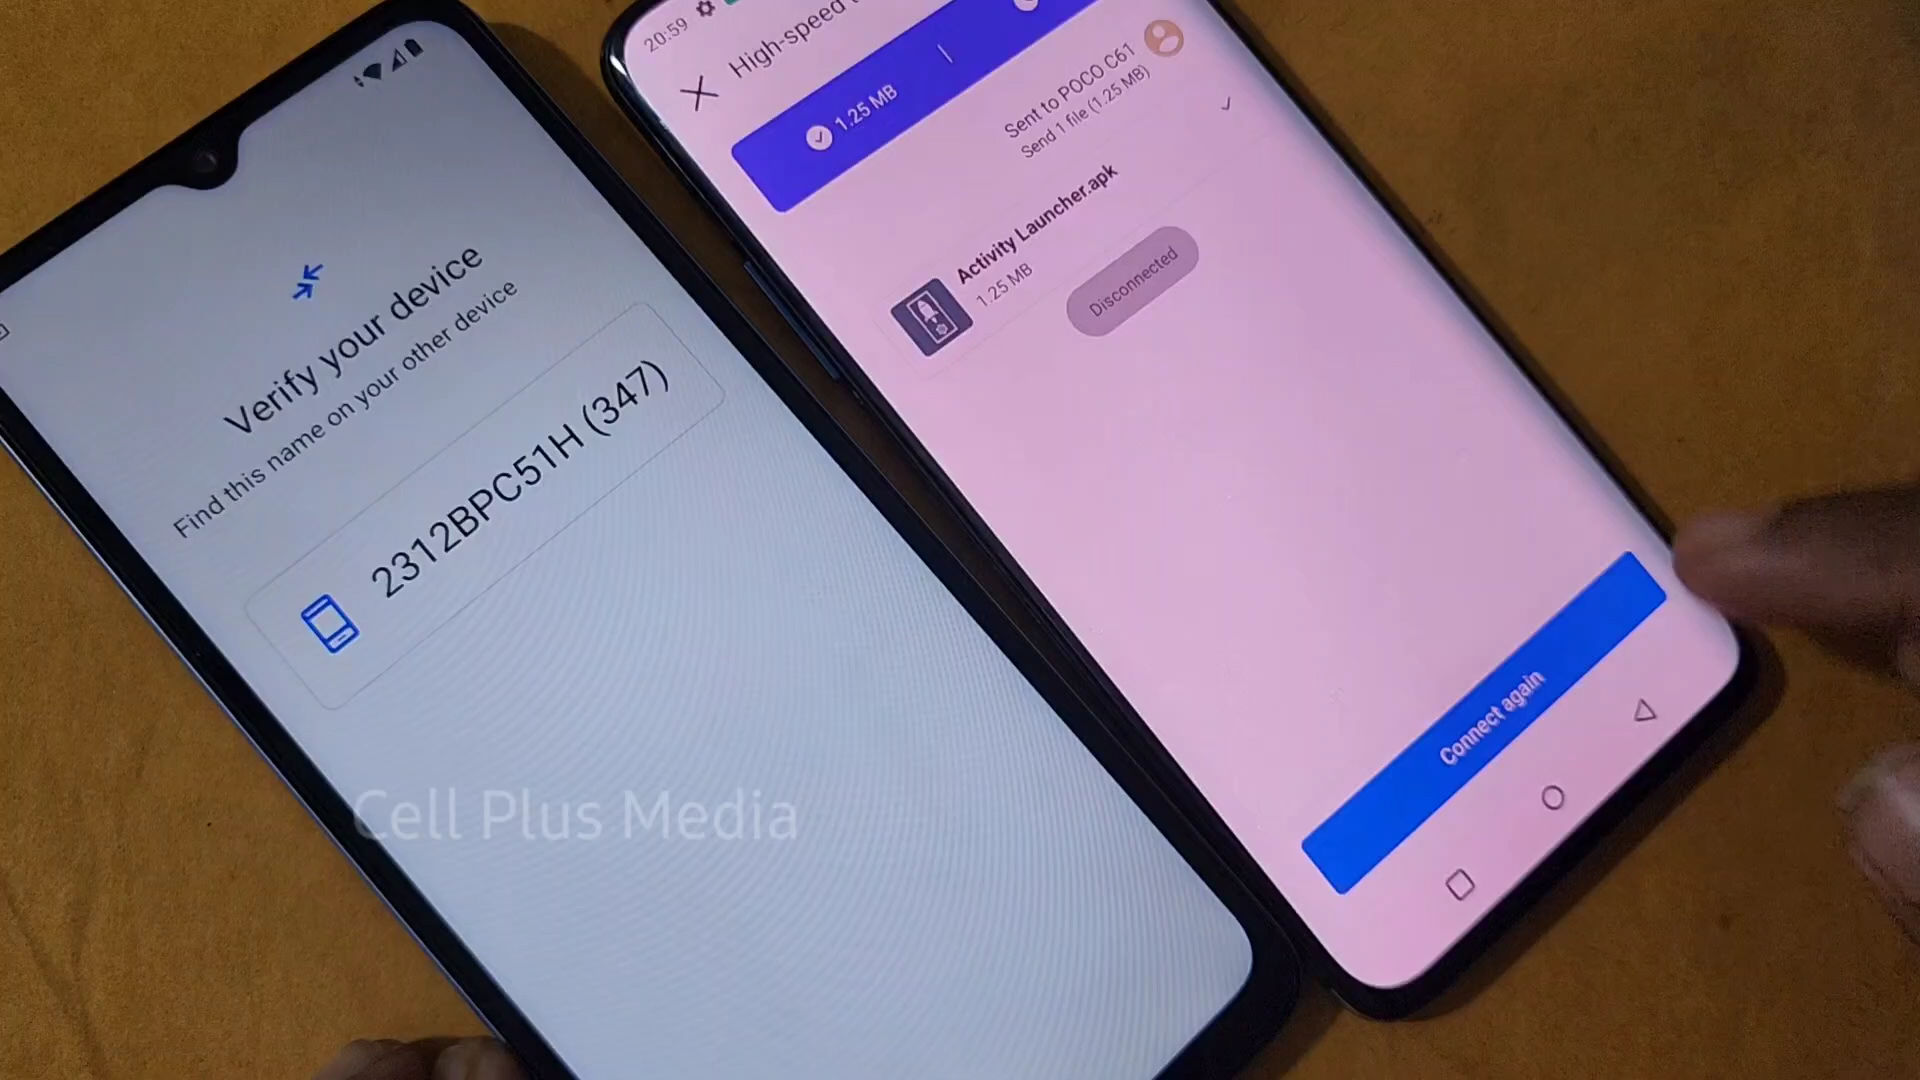 Verify your device
Find this name on your other device
2312BPC51H (347)
20:59
High-speed
1.25 MB
Sent to POCO C61
Send 1 file (1.25 MB)
Activity Launcher.apk
1.25 MB
Disconnected
Connect again
Cell Plus Media